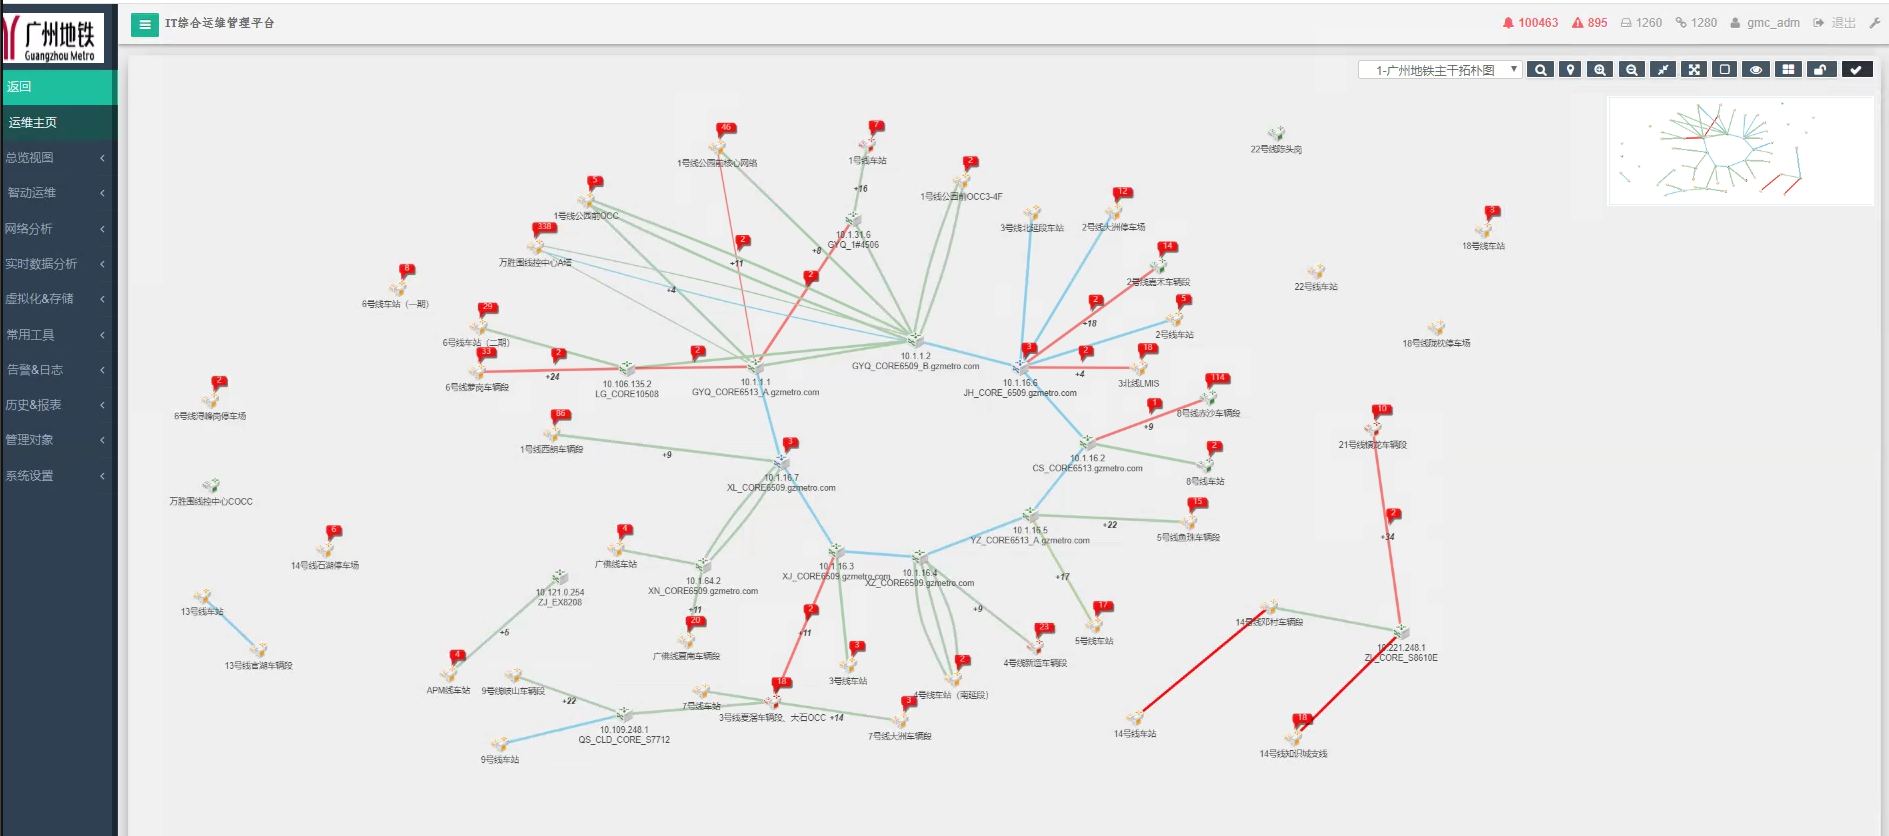 广州地铁
Guangzhou Metro
IT综合运维管理平台
100463
895
1260
1280
gmc_adm
退出
返回
运维主页
总览视图
智动运维
网络分析
实时数据分析
虚拟化&存储
常用工具
告警&日志
历史&报表
管理对象
系统设置
1-广州地铁主干拓朴图
46
1号线公园前核心网络
7
1号线车站
+16
2
1号线公园前OCC3-4F
5
1号线公园前OCC
338
万胜围线控中心A塔
8
6号线车站（一期）
29
6号线车站（二期）
33
6号线萝岗车辆段
2
+24
10.106.135.2
LG_CORE10508
2
10.1.1.1
GYQ_CORE6513_A.gzmetro.com
10.1.31.6
GYQ_1#4506
2
+11
+8
2
+4
10.1.1.2
GYQ_CORE6509_B.gzmetro.com
3号线北延段车站
12
2号线大洲停车场
14
2号线嘉禾车辆段
2
+18
5
2号线车站
3
10.1.16.6
JH_CORE_6509.gzmetro.com
2
+4
18
3北线LMIS
114
8号线赤沙车辆段
1
+9
10.1.16.2
CS_CORE6513.gzmetro.com
2
8号线车站
22号线陈头岗
3
18号线车站
22号线车站
18号线陇枕停车场
2
6号线浔峰岗停车场
万胜围线控中心COCC
86
1号线西朗车辆段
+9
3
10.1.16.7
XL_CORE6509.gzmetro.com
6
14号线石湖停车场
4
广佛线车站
10.1.64.2
XN_CORE6509.gzmetro.com
+11
20
广佛线夏南车辆段
10.121.0.254
ZJ_EX8208
+5
4
APM线车站
13号线车站
13号线官湖车辆段
9号线岐山车辆段
+22
9号线车站
10.109.248.1
QS_CLD_CORE_S7712
7号线车站
18
3号线夏滘车辆段、大石OCC
+14
3
7号线大洲车辆段
10.1.16.3
XJ_CORE6509.gzmetro.com
2
+11
3
3号线车站
10.1.16.4
XZ_CORE6509.gzmetro.com
+9
2
4号线车站（南延段）
23
4号线新造车辆段
10.1.16.5
YZ_CORE6513_A.gzmetro.com
+22
15
5号线鱼珠车辆段
+17
17
5号线车站
10
21号线镇龙车辆段
2
+34
14号线邓村车辆段
10.221.248.1
ZL_CORE_S8610E
14号线车站
18
14号线知识城支线